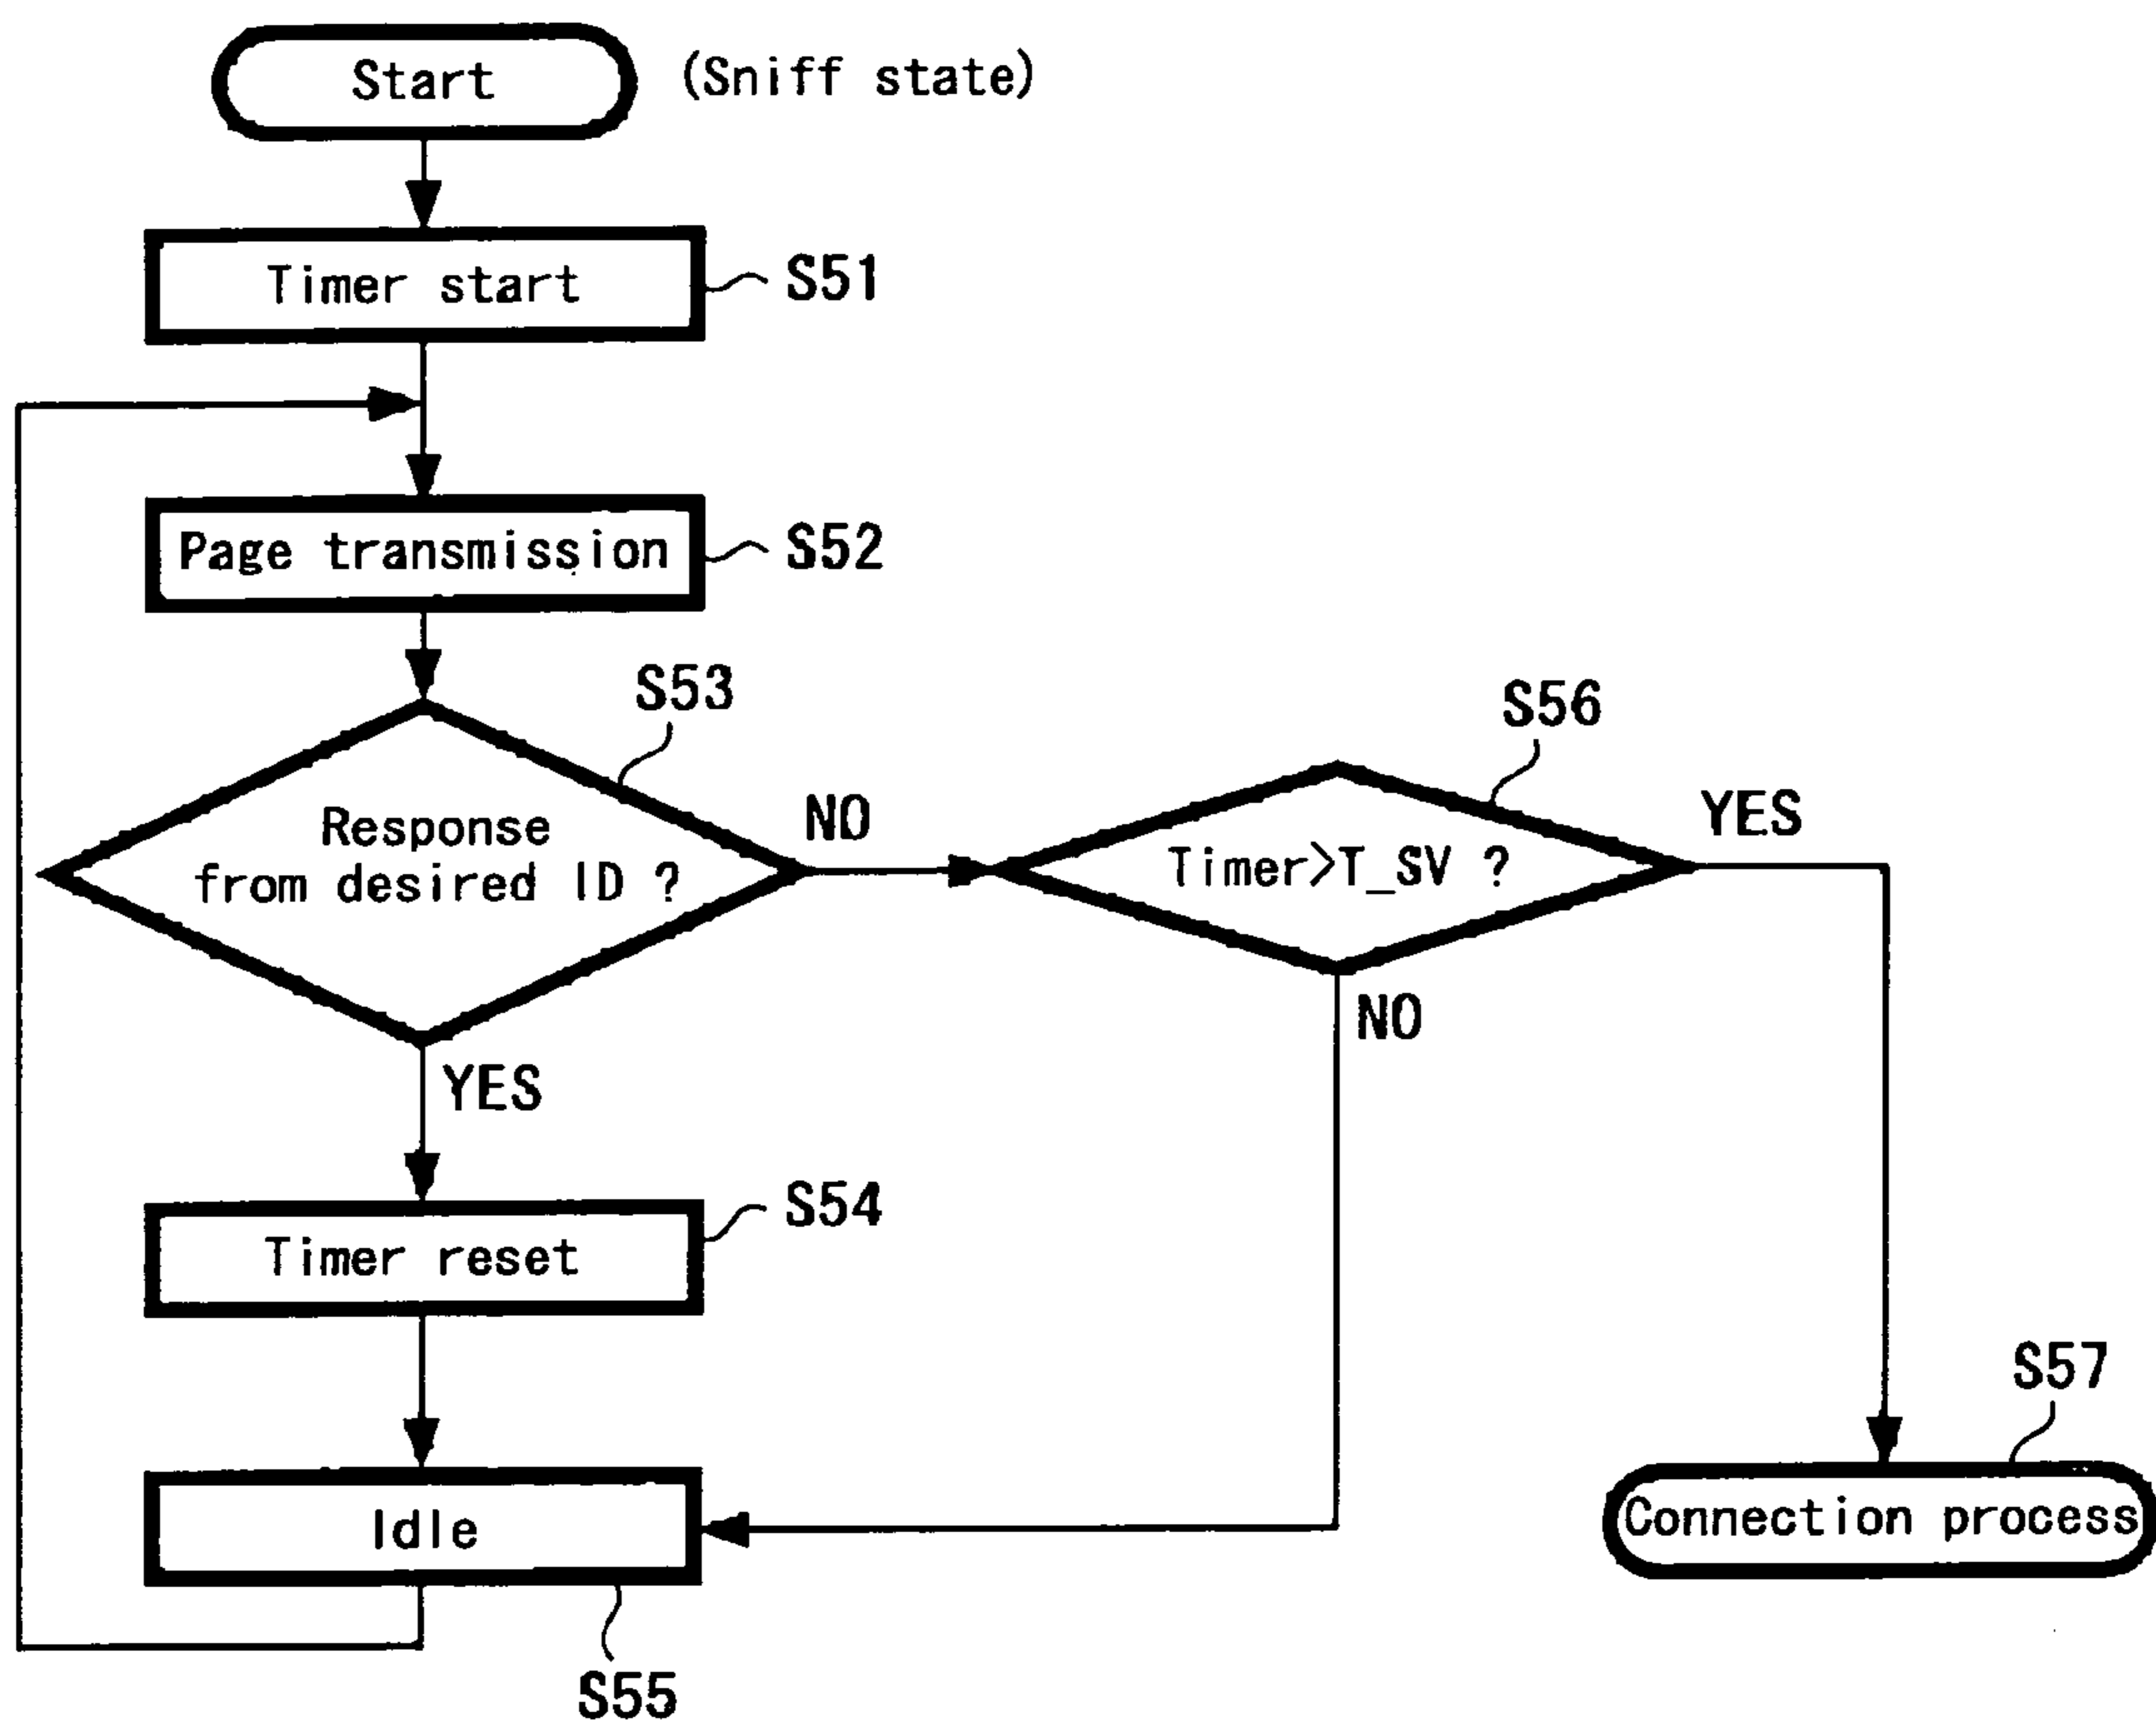 Start
(Sniff state)
Timer start
S51
Page transmission
S52
S53
Response
from desired ID ?
NO
S56
Timer>T_SV ?
YES
NO
YES
S54
Timer reset
S57
Connection process
Idle
S55